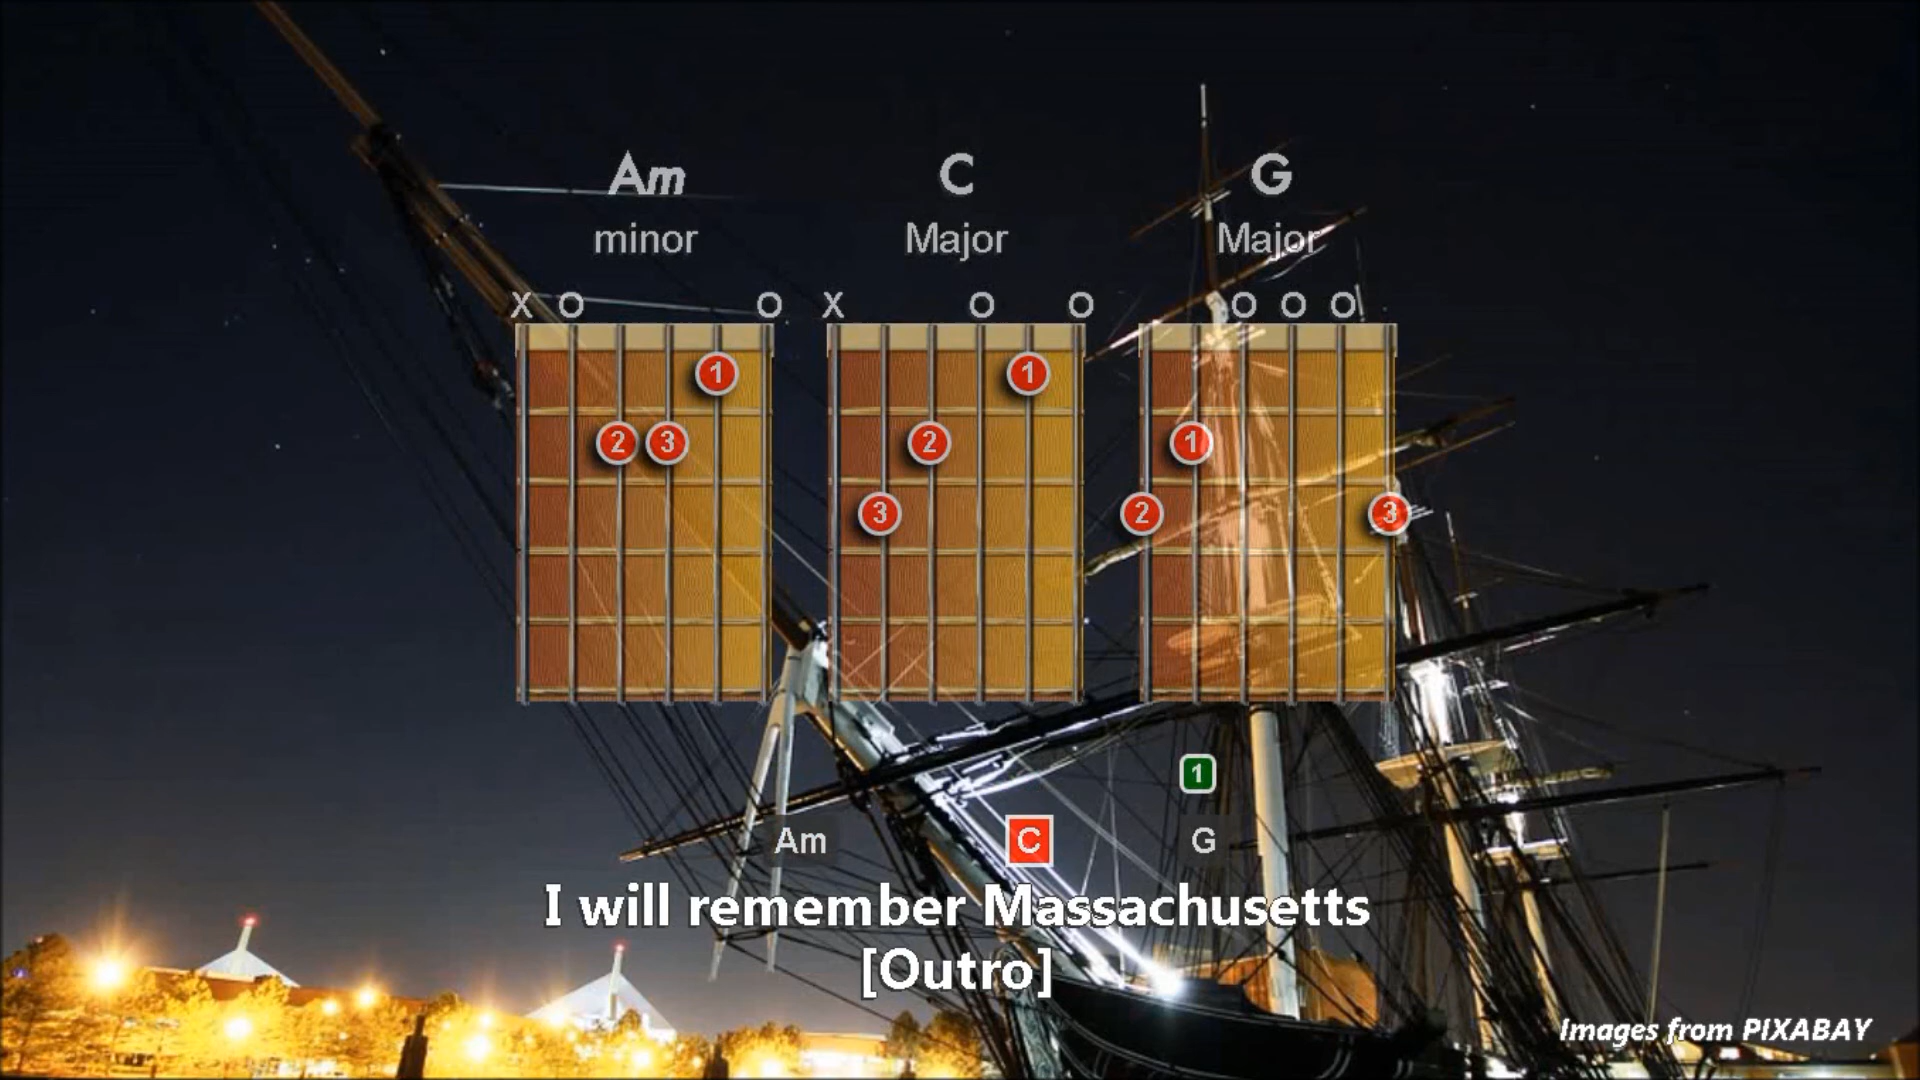 Am C G
minor Major Major
X O O X O O O O O
1 1
2 3 2 1
3 2 3
1
Am C G
I will remember Massachusetts
[Outro]
Images from PIXABAY